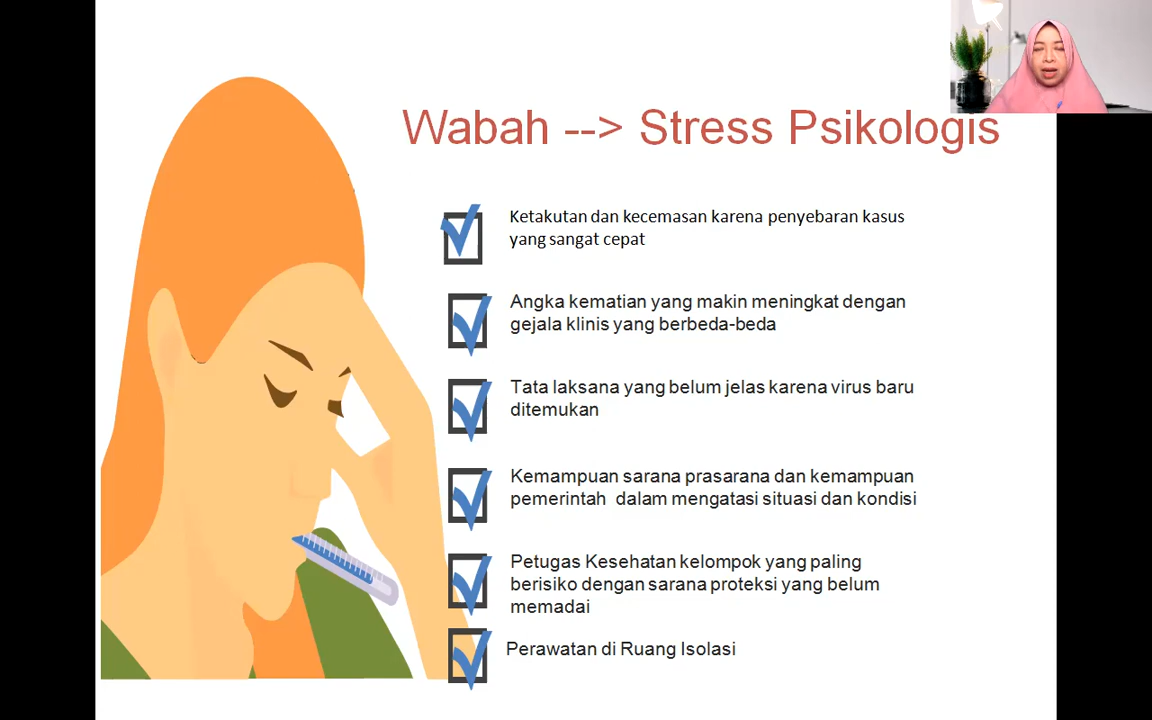 Wabah --> Stress Psikologis
Ketakutan dan kecemasan karena penyebaran kasus
yang sangat cepat
Angka kematian yang makin meningkat dengan
gejala klinis yang berbeda-beda
Tata laksana yang belum jelas karena virus baru
ditemukan
Kemampuan sarana prasarana dan kemampuan
pemerintah  dalam mengatasi situasi dan kondisi
Petugas Kesehatan kelompok yang paling
berisiko dengan sarana proteksi yang belum
memadai
Perawatan di Ruang Isolasi